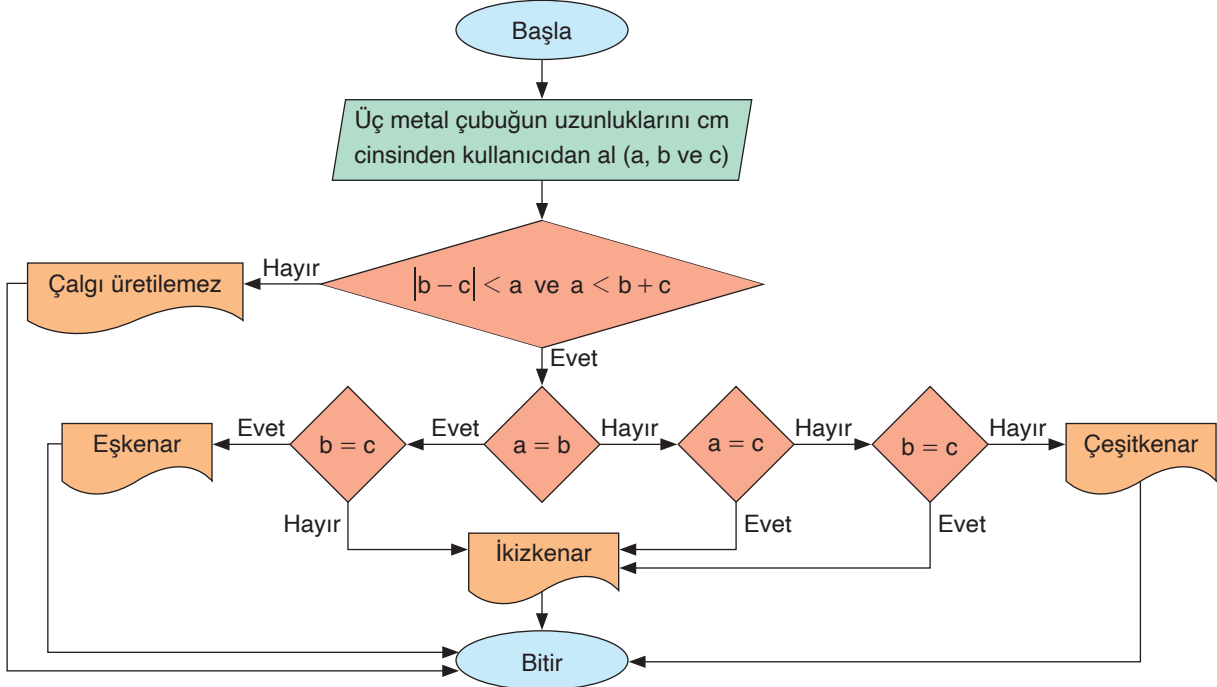 Başla
Üç metal çubuğun uzunluklarını cm
cinsinden kullanıcıdan al (a, b ve c)
Hayır
Çalgı üretilemez
|b − c| < a ve a < b + c
Evet
Evet
Evet
Hayır
Hayır
Hayır
Eşkenar
b = c
a = b
a = c
b = c
Çeşitkenar
Hayır
Evet
Evet
İkizkenar
Bitir